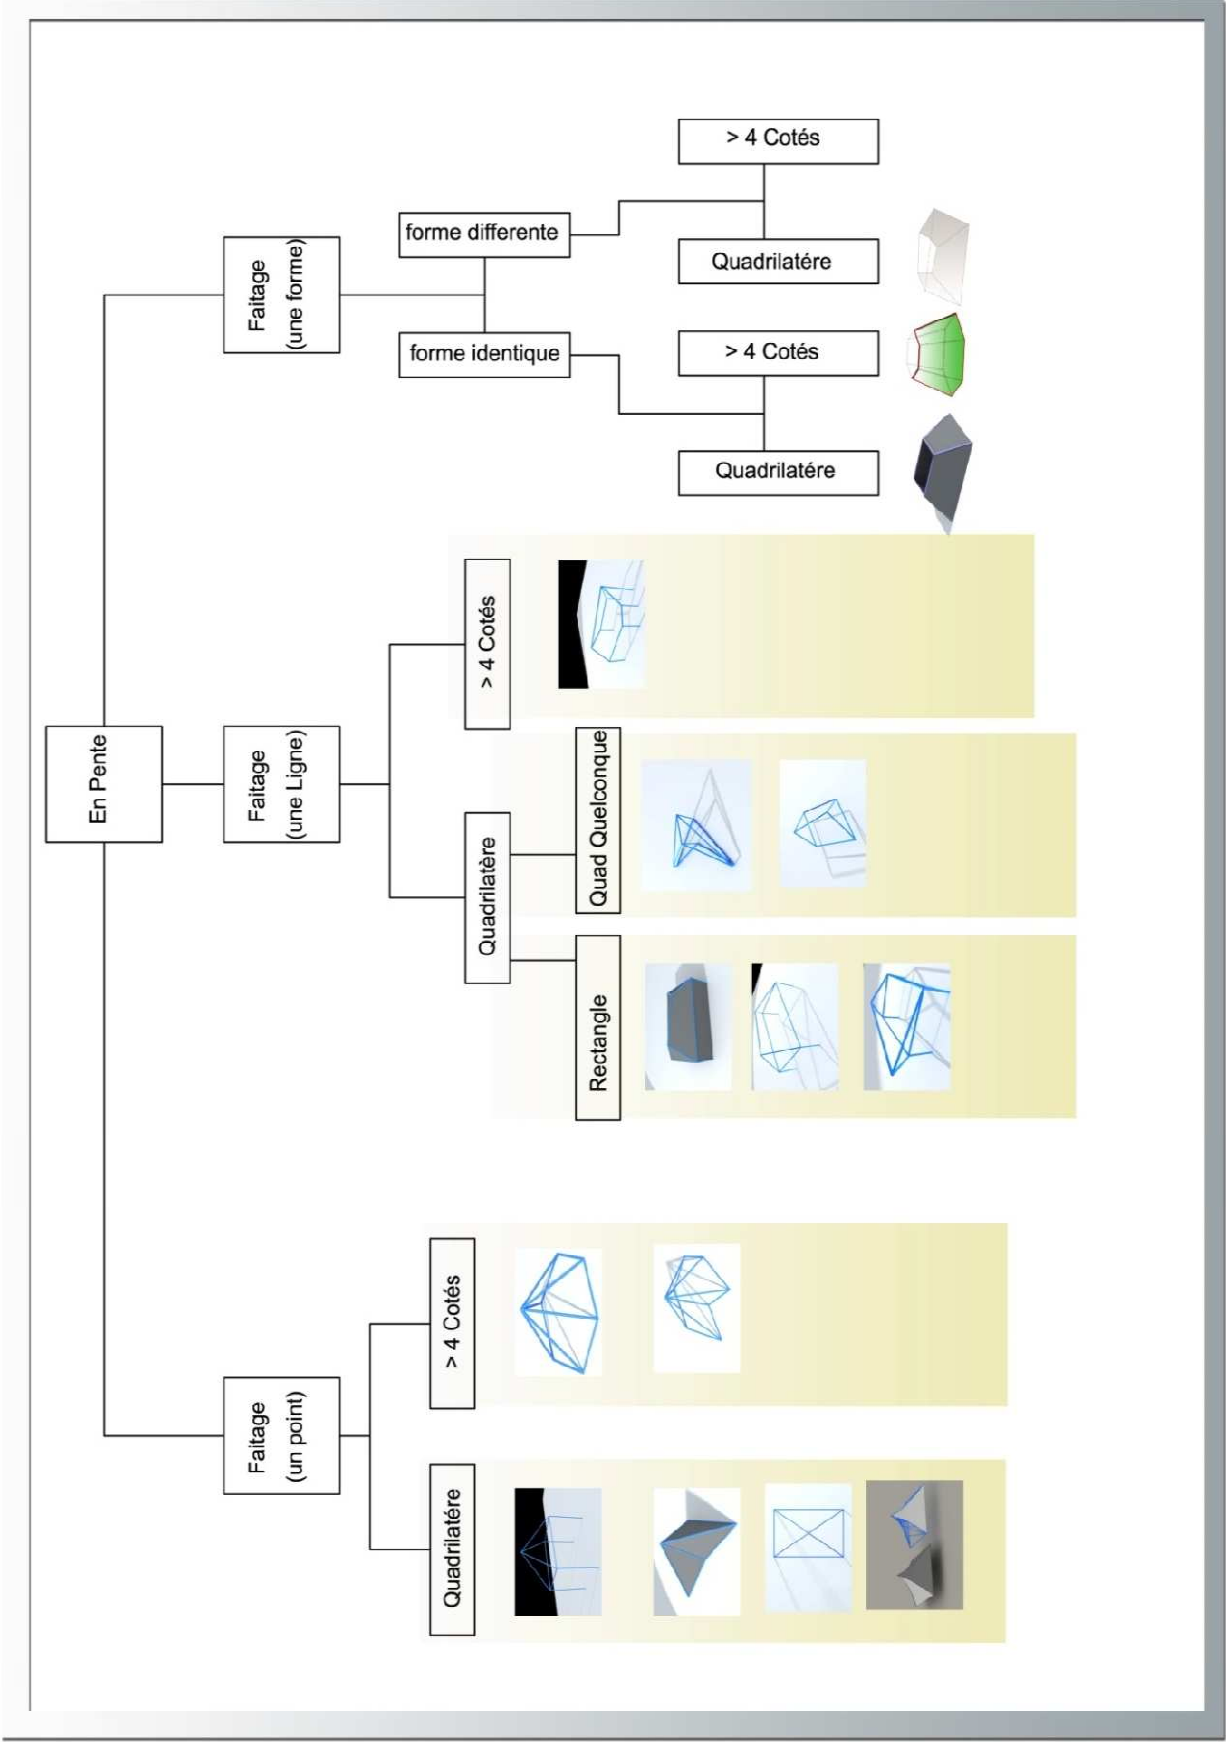 En Pente
Faitage
(un point)
Quadrilatére
> 4 Cotés
Faitage
(une Ligne)
Quadrilatère
Rectangle
Quad Quelconque
> 4 Cotés
Faitage
(une forme)
forme identique
Quadrilatére
> 4 Cotés
forme differente
Quadrilatére
> 4 Cotés